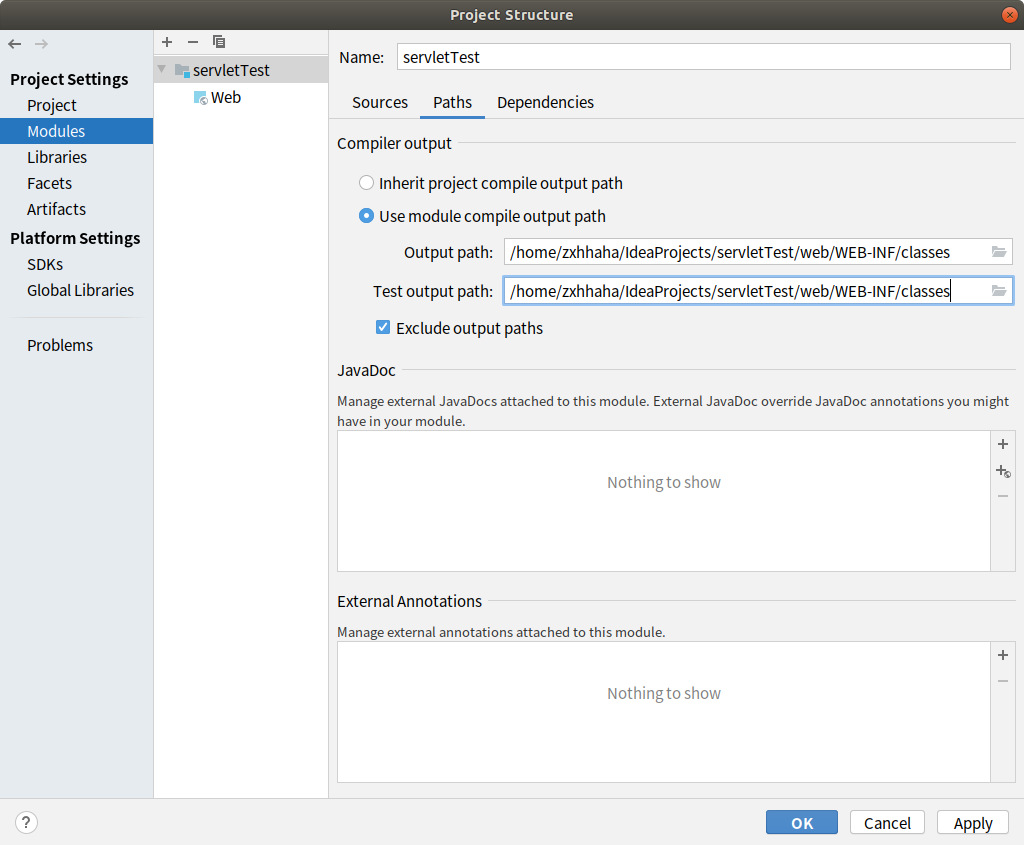 Project Structure
Project Settings
Project
Modules
Libraries
Facets
Artifacts
Platform Settings
SDKs
Global Libraries
Problems
servletTest
Web
Name: servletTest
Sources Paths Dependencies
Compiler output
Inherit project compile output path
Use module compile output path
Output path: /home/zxhhaha/IdeaProjects/servletTest/web/WEB-INF/classes
Test output path: /home/zxhhaha/IdeaProjects/servletTest/web/WEB-INF/classes
Exclude output paths
JavaDoc
Manage external JavaDocs attached to this module. External JavaDoc override JavaDoc annotations you might
have in your module.
Nothing to show
External Annotations
Manage external annotations attached to this module.
Nothing to show
? OK Cancel Apply